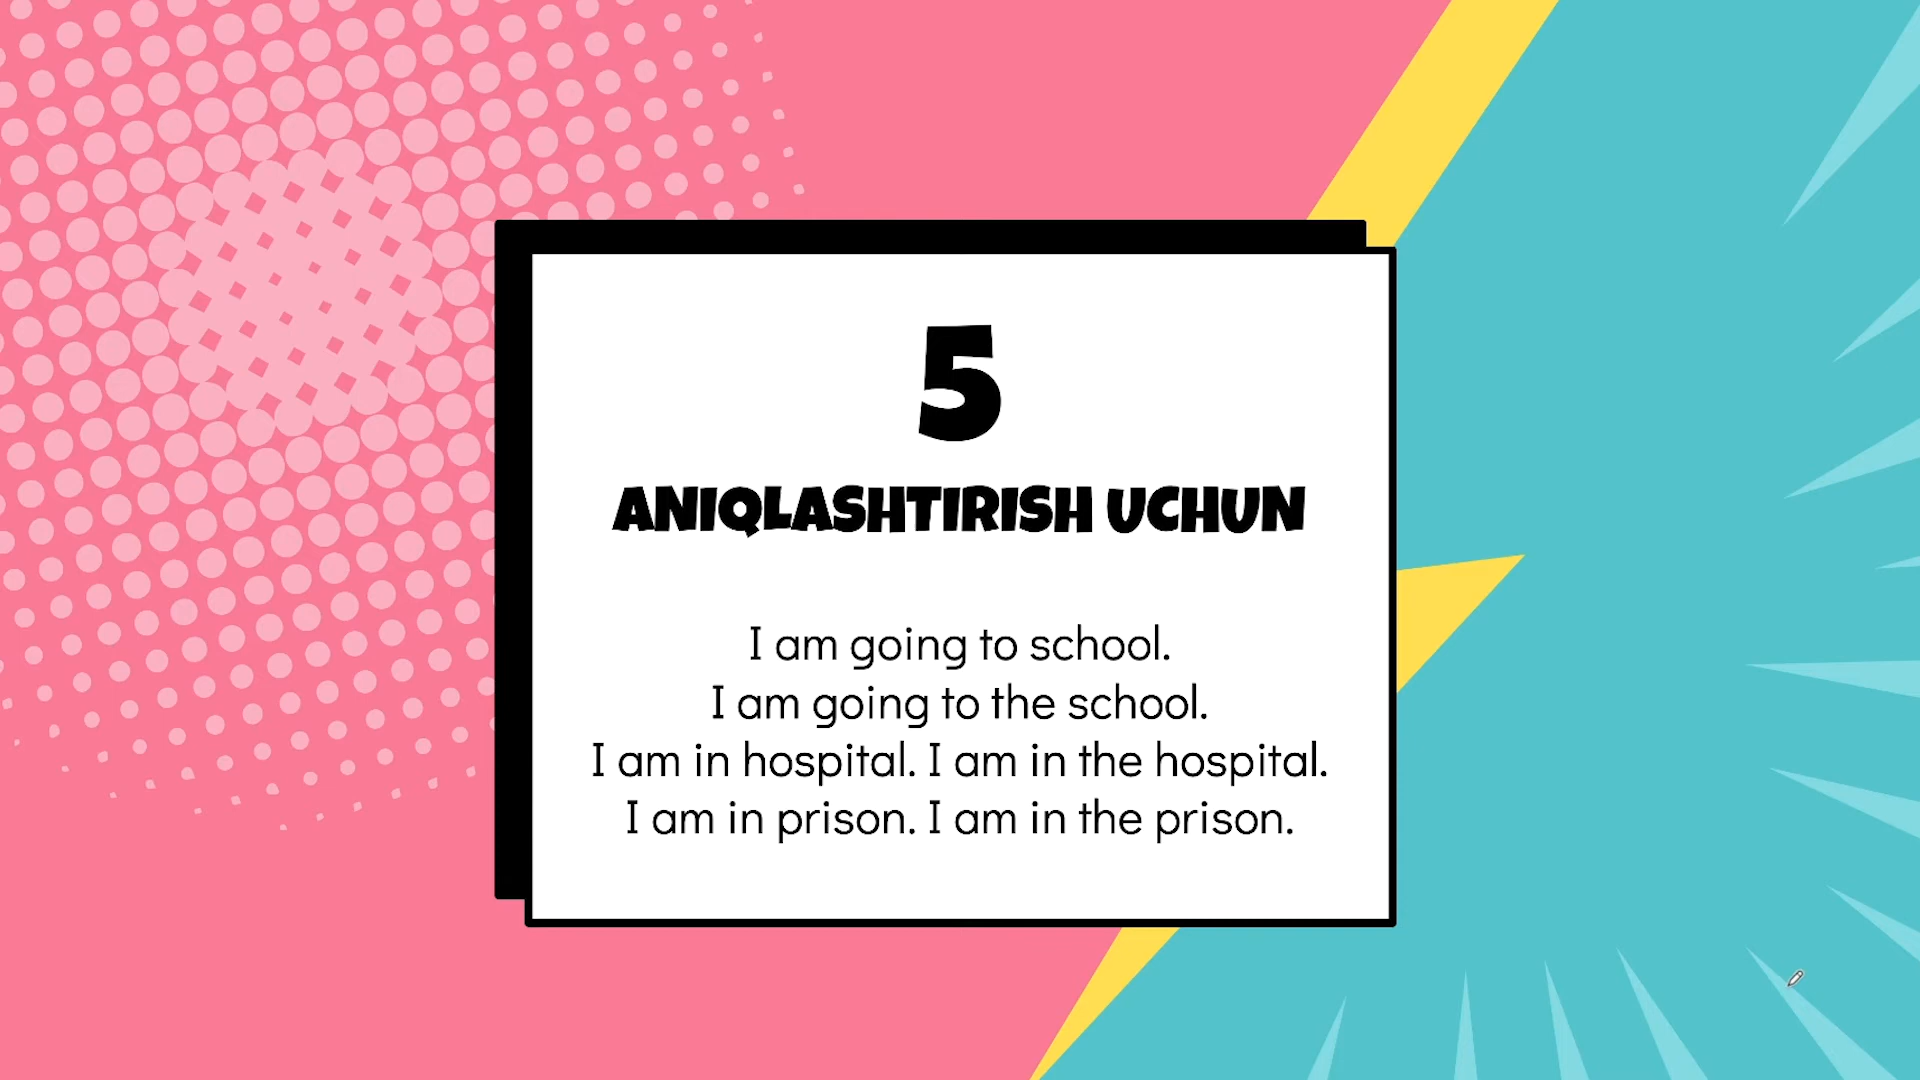 5
ANIQLASHTIRISH UCHUN
I am going to school.
I am going to the school.
I am in hospital. I am in the hospital.
I am in prison. I am in the prison.